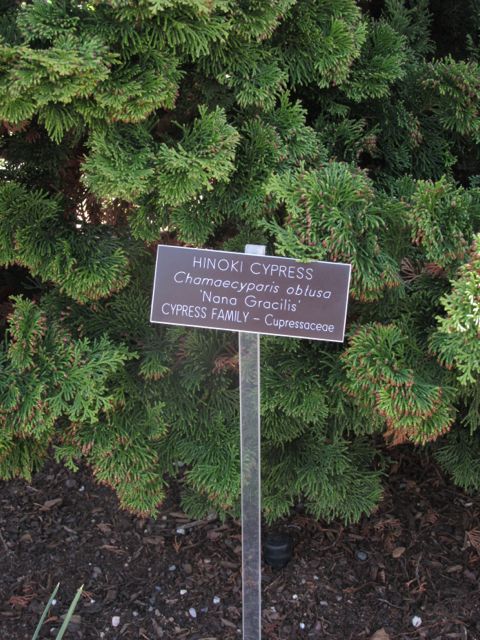 HINOKI CYPRESS
Chamaecyparis obtusa
'Nana Gracilis'
CYPRESS FAMILY - Cupressaceae